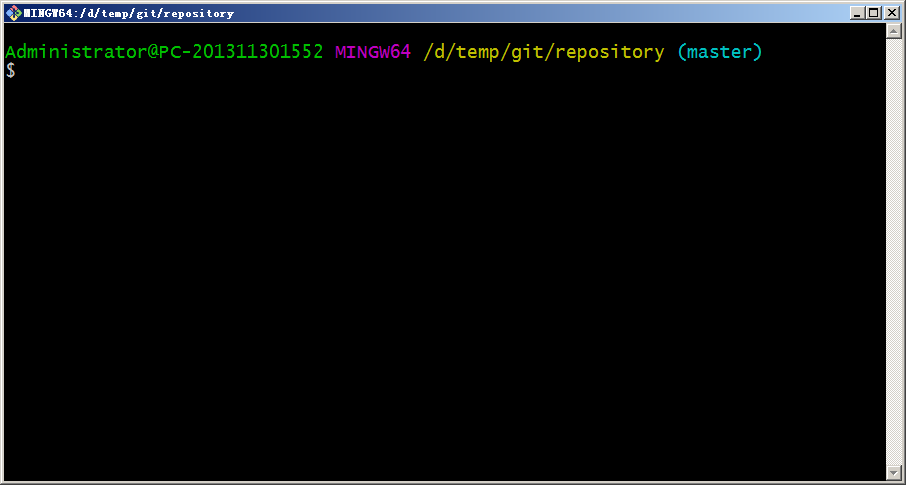 MINGW64:/d/temp/git/repository
Administrator@PC-201311301552 MINGW64 /d/temp/git/repository (master)
$